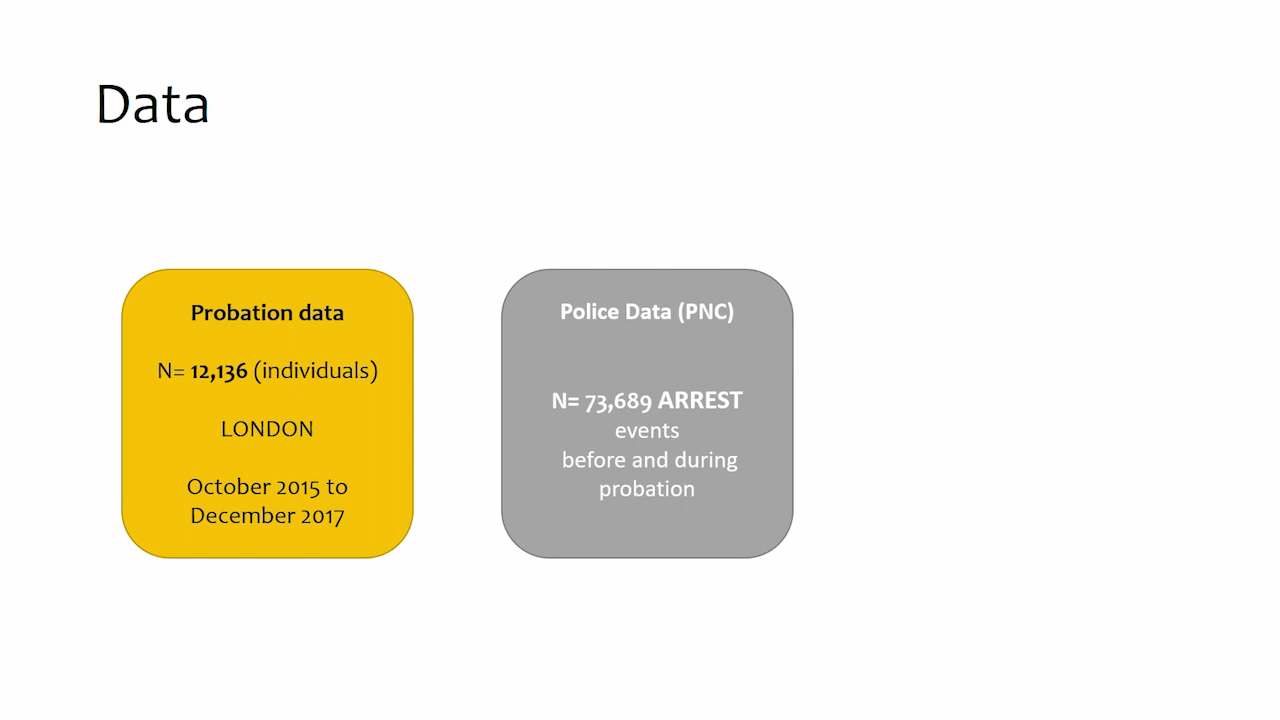 Data
Probation data
N= 12,136 (individuals)
LONDON
October 2015 to
December 2017
Police Data (PNC)
N= 73,689 ARREST
events
before and during
probation